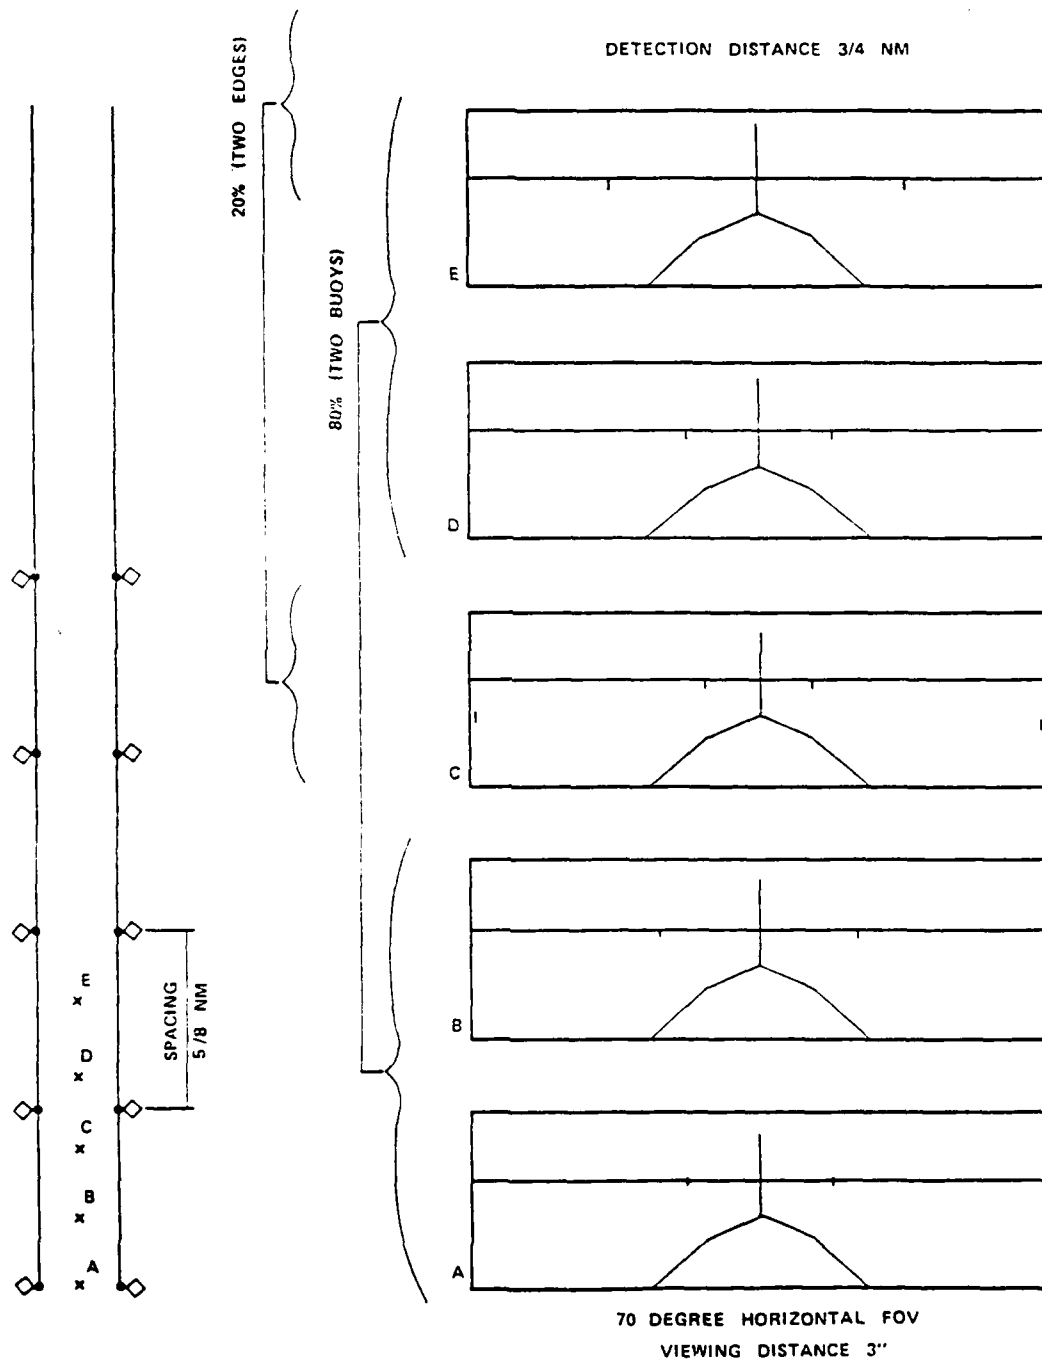 DETECTION DISTANCE 3/4 NM
20% (TWO EDGES)
80% (TWO BUOYS)
E
D
C
B
A
E
D
C
B
A
SPACING
5/8 NM
70 DEGREE HORIZONTAL FOV
VIEWING DISTANCE 3"